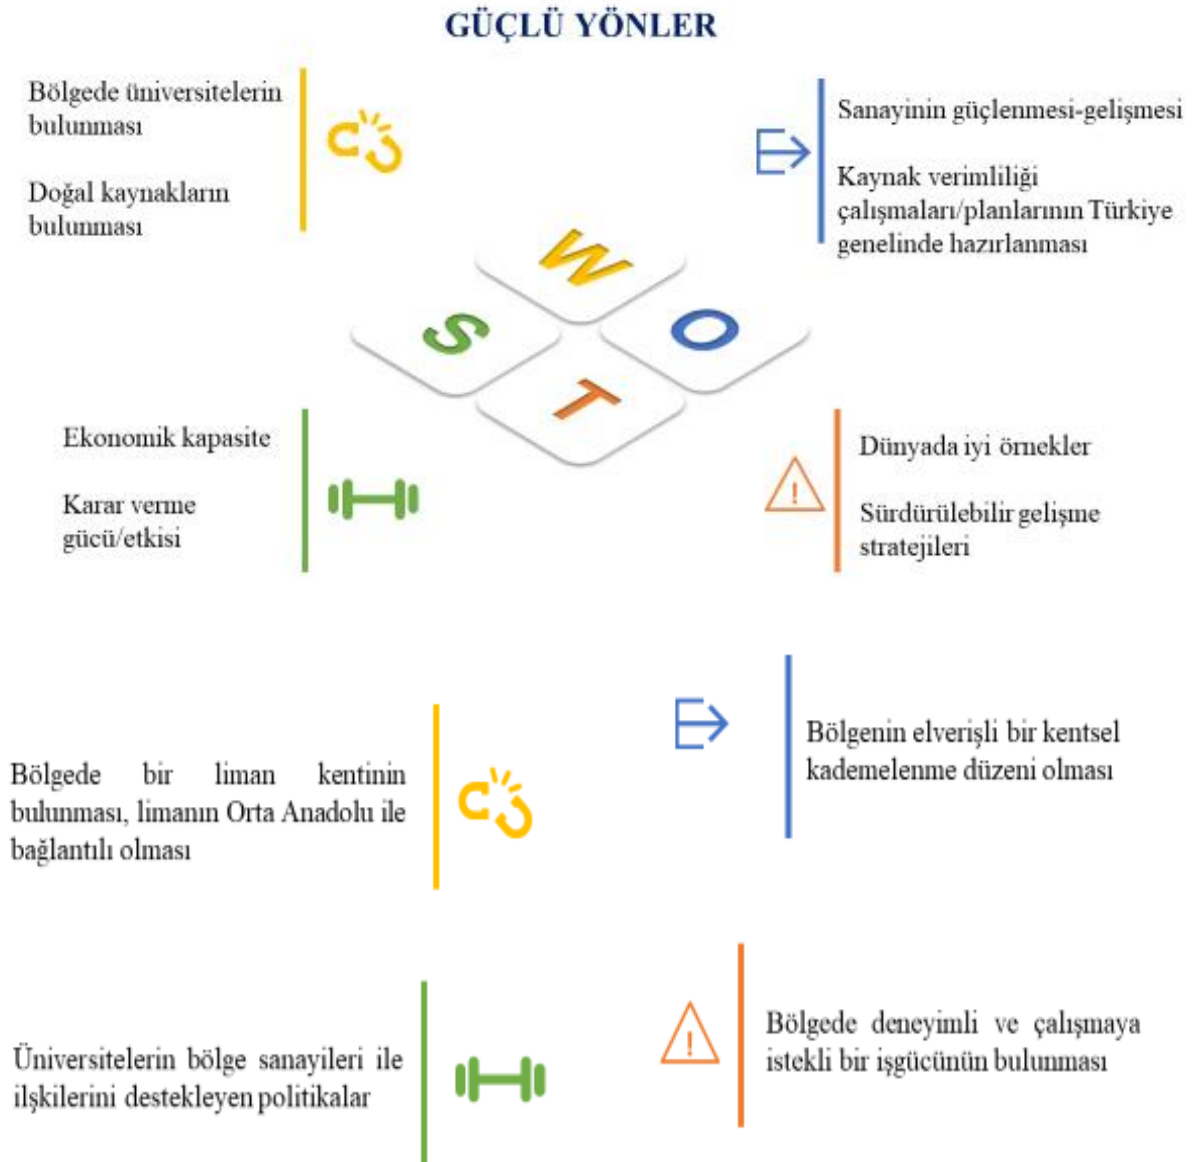 GÜÇLÜ YÖNLER
Bölgede üniversitelerin
bulunması
Doğal kaynakların
bulunması
Sanayinin güçlenmesi-gelişmesi
Kaynak verimliliği
çalışmaları/planlarının Türkiye
genelinde hazırlanması
W
S
O
T
Ekonomik kapasite
Karar verme
gücü/etkisi
Dünyada iyi örnekler
Sürdürülebilir gelişme
stratejileri
Bölgede bir liman kentinin
bulunması, limanın Orta Anadolu ile
bağlantılı olması
Bölgenin elverişli bir kentsel
kademelenme düzeni olması
Üniversitelerin bölge sanayileri ile
ilşkilerini destekleyen politikalar
Bölgede deneyimli ve çalışmaya
istekli bir işgücünün bulunması